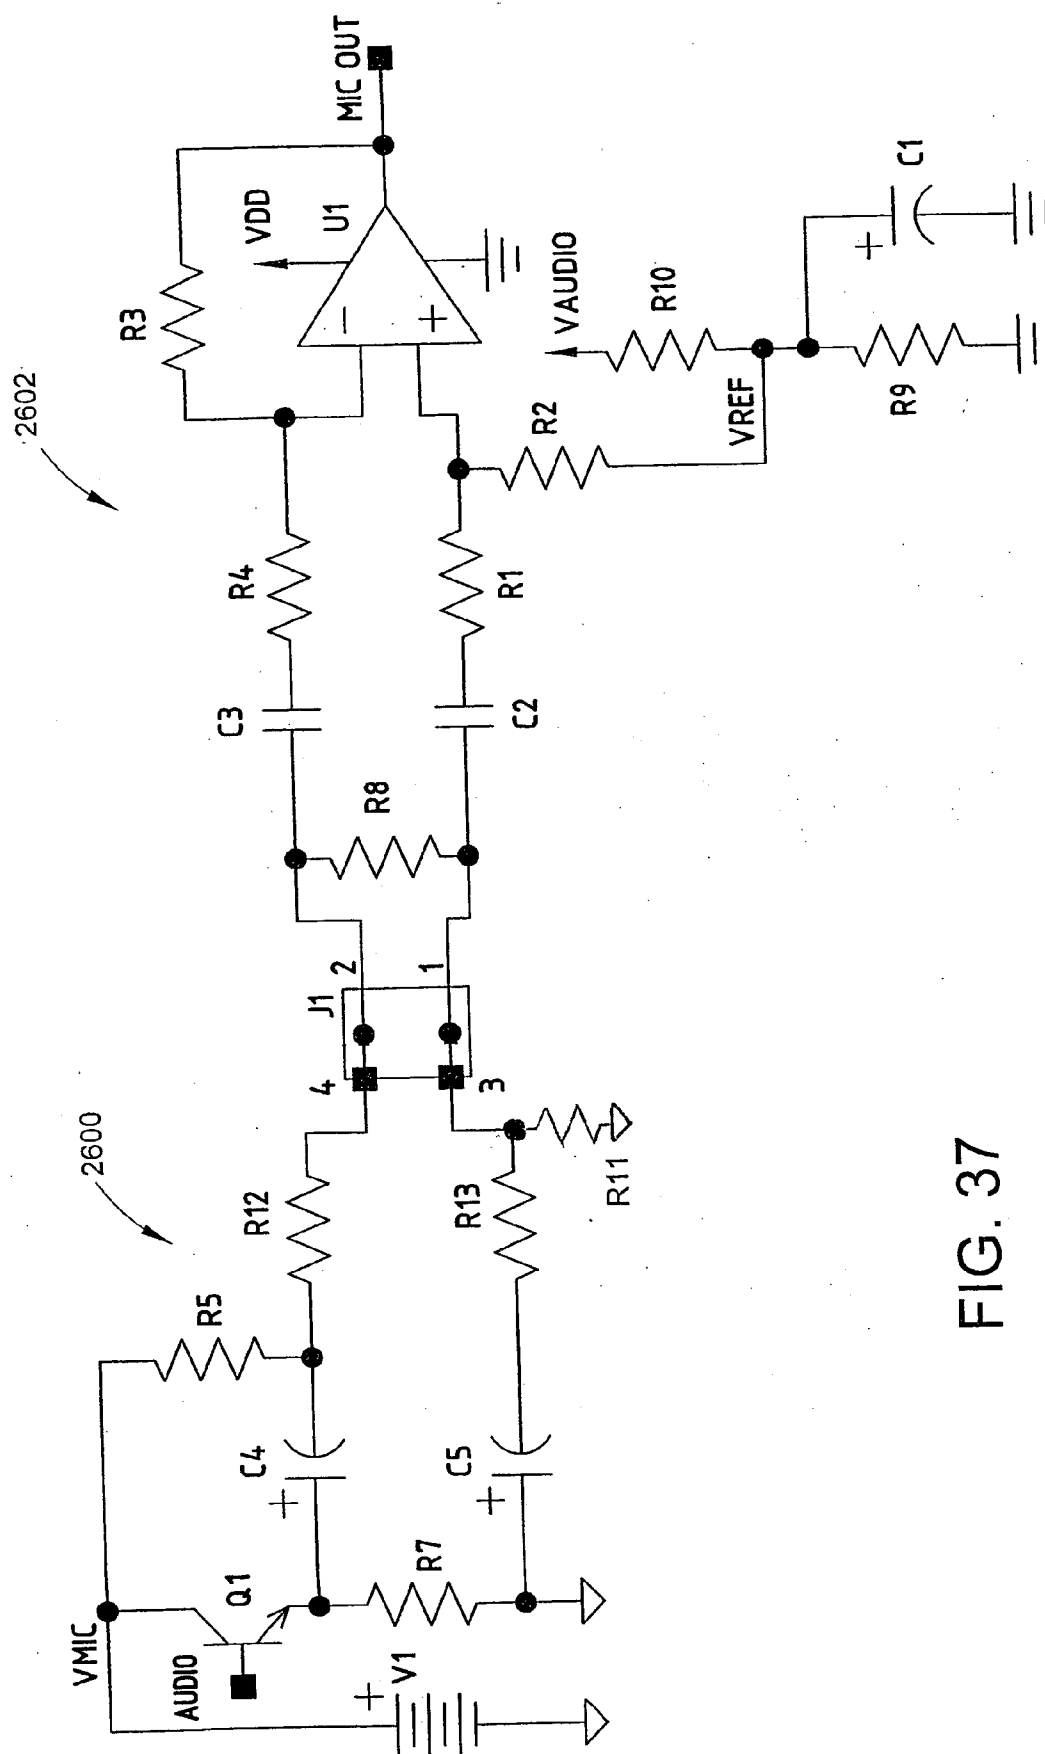 2602
R3
VDD
U1
MIC OUT
R4
R1
R2
VAUDIO
R10
C1
+
VREF
R9
−
+
C3
C2
R8
J1
2
1
4
3
R11
2600
R12
R13
R5
C4
+
C5
+
VMIC
AUDIO
Q1
R7
V1
+
FIG. 37